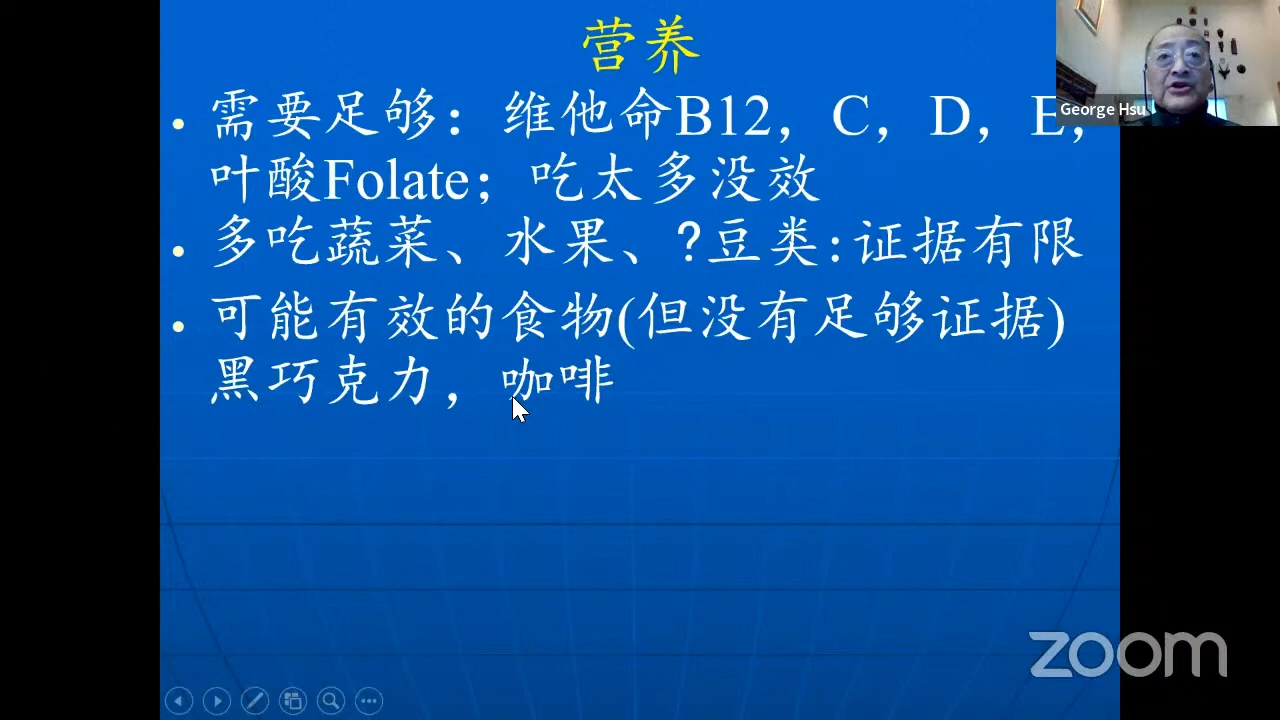 营养
• 需要足够：维他命B12，C，D，E，
叶酸Folate；吃太多没效
• 多吃蔬菜、水果、?豆类:证据有限
• 可能有效的食物(但没有足够证据)
黑巧克力，咖啡
George Hsu
zoom